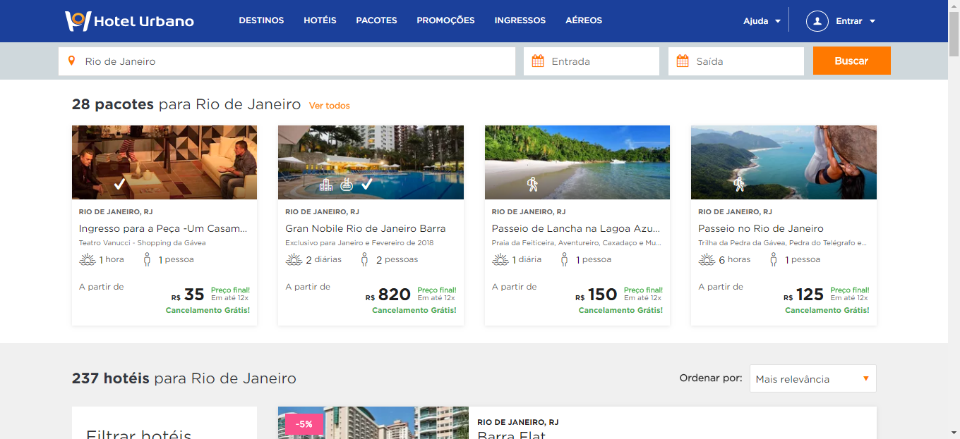 Hotel Urbano
DESTINOS HOTÉIS PACOTES PROMOÇÕES INGRESSOS AÉREOS
Ajuda Entrar
Rio de Janeiro Entrada Saída Buscar
28 pacotes para Rio de Janeiro Ver todos
RIO DE JANEIRO, RJ
Ingresso para a Peça -Um Casam...
Teatro Vanucci - Shopping da Gávea
1 hora 1 pessoa
A partir de
R$ 35 Preço final!
Em até 12x
Cancelamento Grátis!
RIO DE JANEIRO, RJ
Gran Nobile Rio de Janeiro Barra
Exclusivo para Janeiro e Fevereiro de 2018
2 diárias 2 pessoas
A partir de
R$ 820 Preço final!
Em até 12x
Cancelamento Grátis!
RIO DE JANEIRO, RJ
Passeio de Lancha na Lagoa Azu...
Praia da Feiticeira, Aventureiro, Caxadaço e Mu...
1 diária 1 pessoa
A partir de
R$ 150 Preço final!
Em até 12x
Cancelamento Grátis!
RIO DE JANEIRO, RJ
Passeio no Rio de Janeiro
Trilha da Pedra da Gávea, Pedra do Telégrafo e...
6 horas 1 pessoa
A partir de
R$ 125 Preço final!
Em até 12x
Cancelamento Grátis!
237 hotéis para Rio de Janeiro
Ordenar por: Mais relevância
Filtrar hotéis
-5%
RIO DE JANEIRO, RJ
Barra Flat